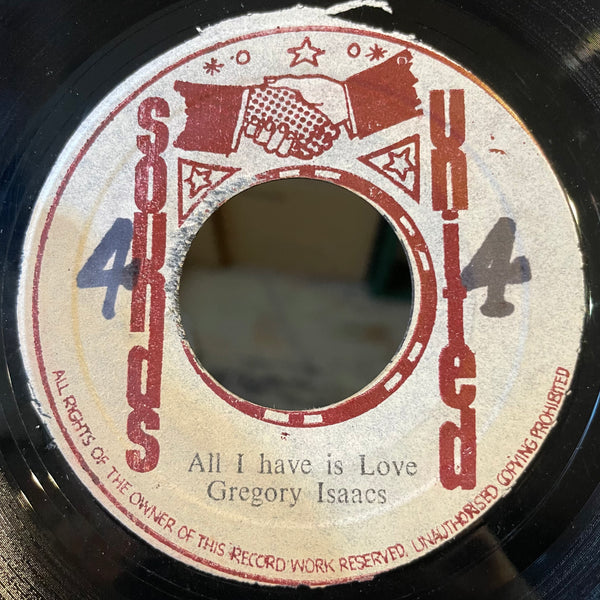 Sounds
United
4
4
All I have is Love
Gregory Isaacs
ALL RIGHTS OF THE OWNER OF THIS RECORD WORK RESERVED. UNAUTHORISED COPYING PROHIBITED